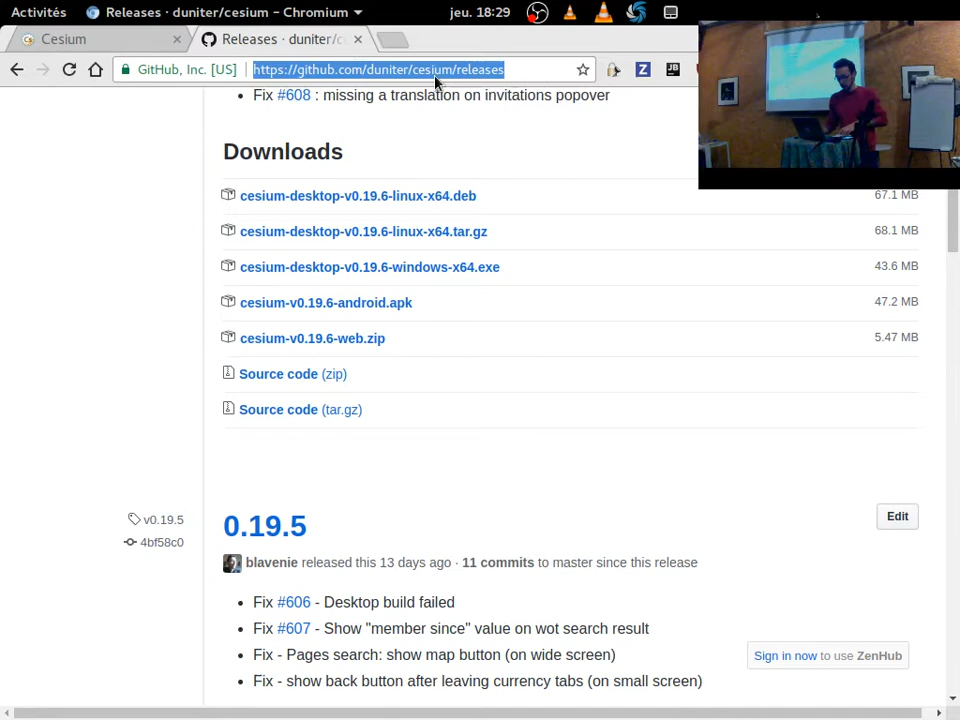 Activités
Releases · duniter/cesium – Chromium
jeu. 18:29
Cesium
Releases · duniter/c
GitHub, Inc. [US]
https://github.com/duniter/cesium/releases
Fix #608 : missing a translation on invitations popover
Downloads
cesium-desktop-v0.19.6-linux-x64.deb 67.1 MB
cesium-desktop-v0.19.6-linux-x64.tar.gz 68.1 MB
cesium-desktop-v0.19.6-windows-x64.exe 43.6 MB
cesium-v0.19.6-android.apk 47.2 MB
cesium-v0.19.6-web.zip 5.47 MB
Source code (zip)
Source code (tar.gz)
v0.19.5
4bf58c0
0.19.5
Edit
blavenie released this 13 days ago · 11 commits to master since this release
Fix #606 - Desktop build failed
Fix #607 - Show "member since" value on wot search result
Fix - Pages search: show map button (on wide screen)
Fix - show back button after leaving currency tabs (on small screen)
Sign in now to use ZenHub